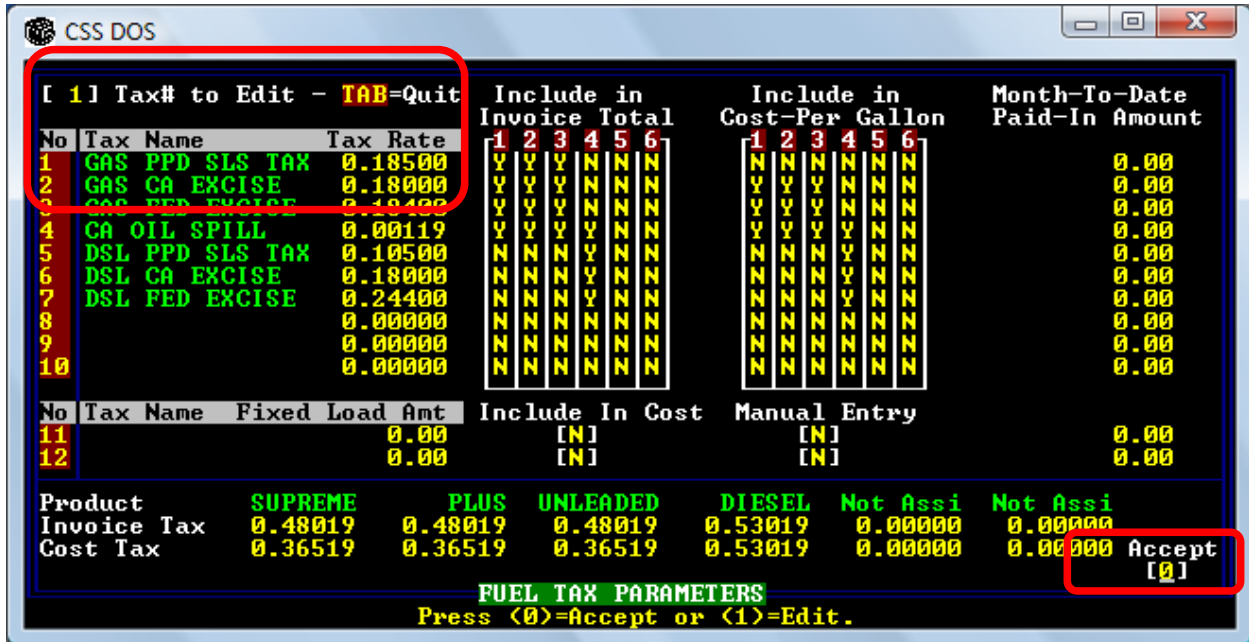 CSS DOS
[ 1] Tax# to Edit - TAB=Quit Include in Include in Month-To-Date
Invoice Total Cost-Per Gallon Paid-In Amount
No Tax Name Tax Rate 1 2 3 4 5 6 1 2 3 4 5 6
1 GAS PPD SLS TAX 0.18500 Y Y Y N N N N N N N N N 0.00
2 GAS CA EXCISE 0.18000 Y Y Y N N N Y Y Y N N N 0.00
3 GAS FED EXCISE 0.18400 Y Y Y N N N Y Y Y N N N 0.00
4 CA OIL SPILL 0.00119 Y Y Y Y N N Y Y Y Y N N 0.00
5 DSL PPD SLS TAX 0.10500 N N N Y N N N N N Y N N 0.00
6 DSL CA EXCISE 0.18000 N N N Y N N N N N Y N N 0.00
7 DSL FED EXCISE 0.24400 N N N Y N N N N N Y N N 0.00
8 0.00000 N N N N N N N N N N N N 0.00
9 0.00000 N N N N N N N N N N N N 0.00
10 0.00000 N N N N N N N N N N N N 0.00
No Tax Name Fixed Load Amt Include In Cost Manual Entry
11 0.00 [N] [N] 0.00
12 0.00 [N] [N] 0.00
Product SUPREME PLUS UNLEADED DIESEL Not Assi Not Assi
Invoice Tax 0.48019 0.48019 0.48019 0.53019 0.00000 0.00000
Cost Tax 0.36519 0.36519 0.36519 0.53019 0.00000 0.00000 Accept
[0]
FUEL TAX PARAMETERS
Press (0)=Accept or (1)=Edit.